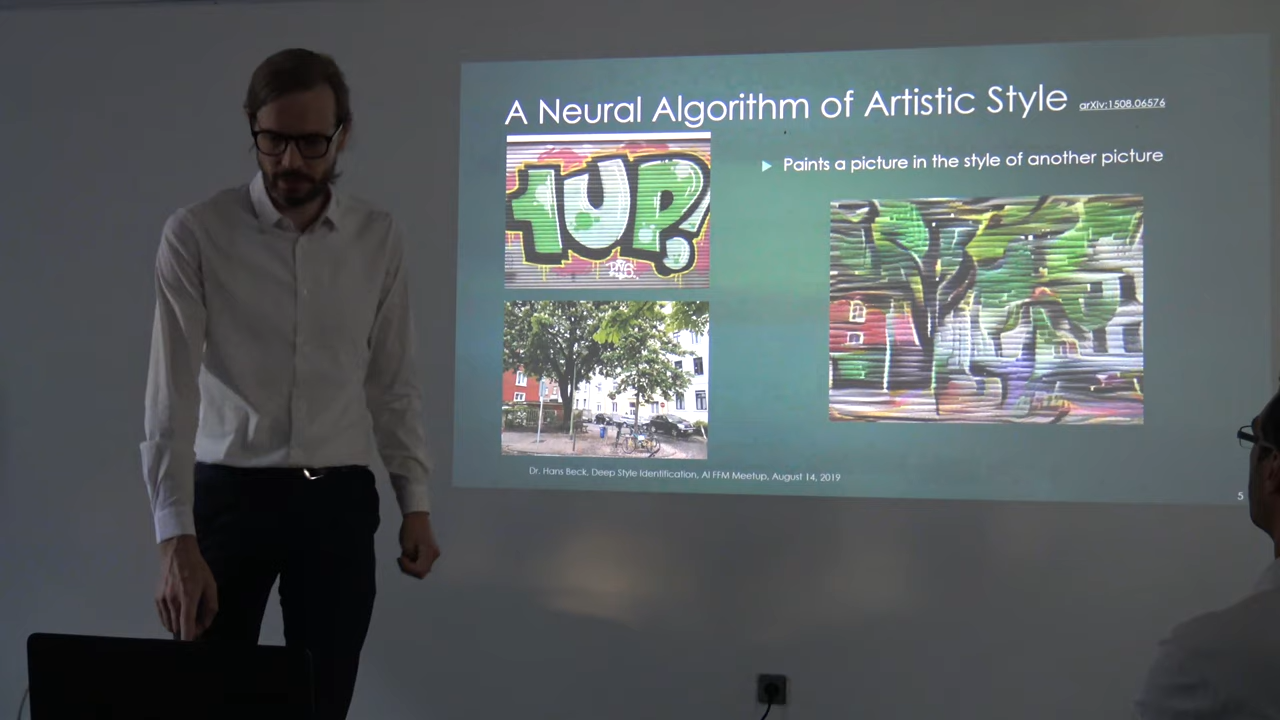 A Neural Algorithm of Artistic Style arXiv:1508.06576
1UP!
Paints a picture in the style of another picture
Dr. Hans Beck, Deep Style Identification, AI FFM Meetup, August 14, 2019
5